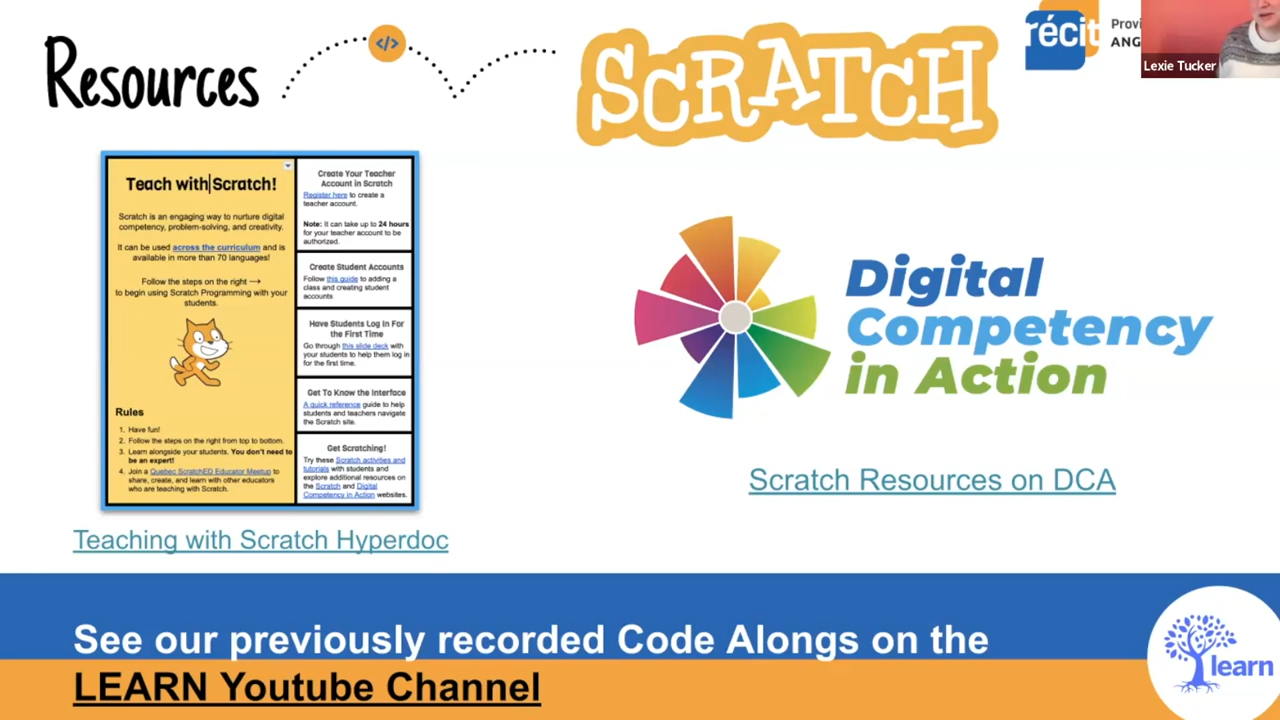 Resources
</>
SCRATCH
récit
Provi
ANG
Lexie Tucker
Teach with Scratch!
Scratch is an engaging way to nurture digital
competency, problem-solving, and creativity.
It can be used across the curriculum and is
available in more than 70 languages!
Follow the steps on the right →
to begin using Scratch Programming with your
students.
Rules
1. Have fun!
2. Follow the steps on the right from top to bottom.
3. Learn alongside your students. You don't need to
be an expert!
4. Join a Quebec ScratchED Educator Meetup to
share, create, and learn with other educators
who are teaching with Scratch.
Create Your Teacher
Account in Scratch
Register here to create a
teacher account.
Note: It can take up to 24 hours
for your teacher account to be
authorized.
Create Student Accounts
Follow this guide to adding a
class and creating student
accounts
Have Students Log In For
the First Time
Go through this slide deck with
your students to help them log in
for the first time.
Get To Know the Interface
A quick reference guide to help
students and teachers navigate
the Scratch site.
Get Scratching!
Try these Scratch activities and
tutorials with students and
explore additional resources on
the Scratch and Digital
Competency in Action websites.
Teaching with Scratch Hyperdoc
Digital
Competency
in Action
Scratch Resources on DCA
See our previously recorded Code Alongs on the
LEARN Youtube Channel
learn